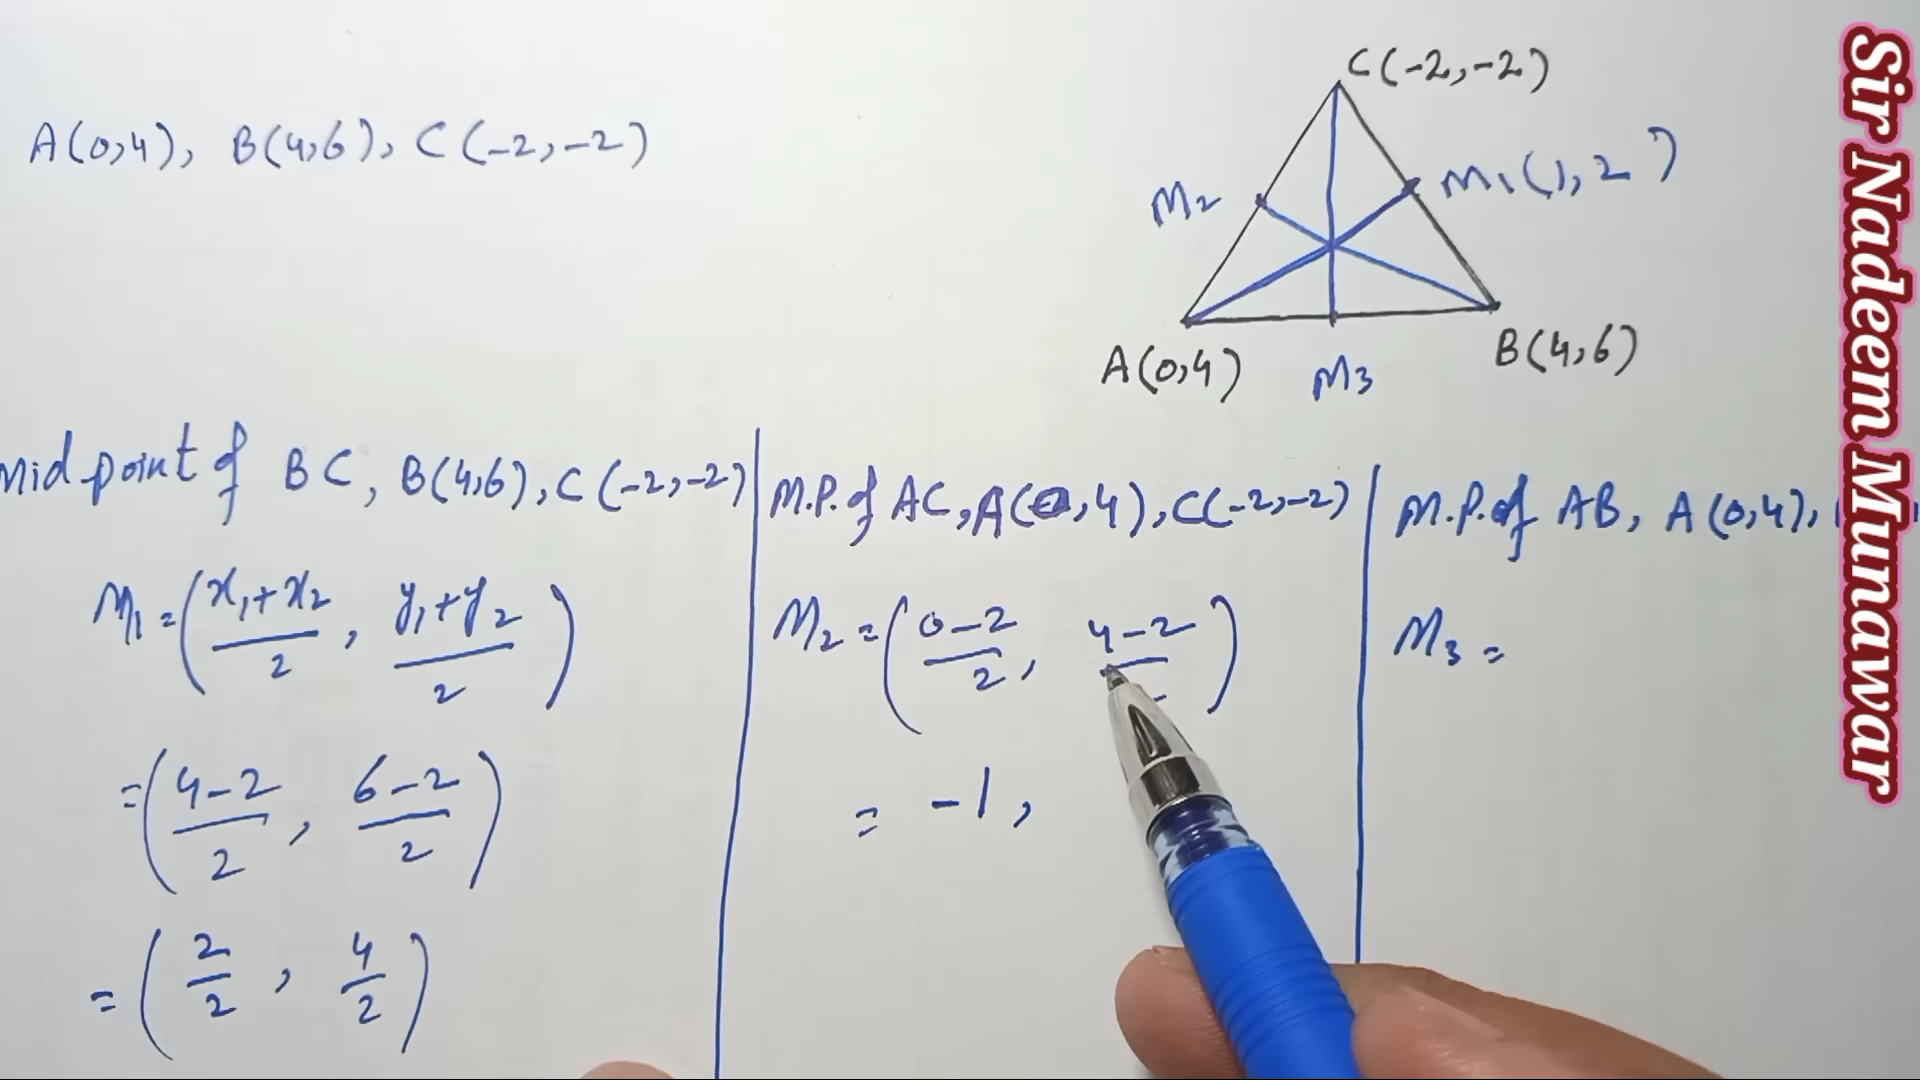 A(0,4), B(4,6), C(-2,-2)
C(-2,-2)
M₂
M₁(1,2)
A(0,4)
M₃
B(4,6)
Mid point of BC, B(4,6), C(-2,-2)
M₁ = (x₁+x₂/2, y₁+y₂/2)
= (4-2/2, 6-2/2)
= (2/2, 4/2)
M.P. of AC, A(0,4), C(-2,-2)
M₂ = (0-2/2, 4-2/
= -1,
M.P. of AB, A(0,4),
M₃ =
Sir Nadeem Munawar